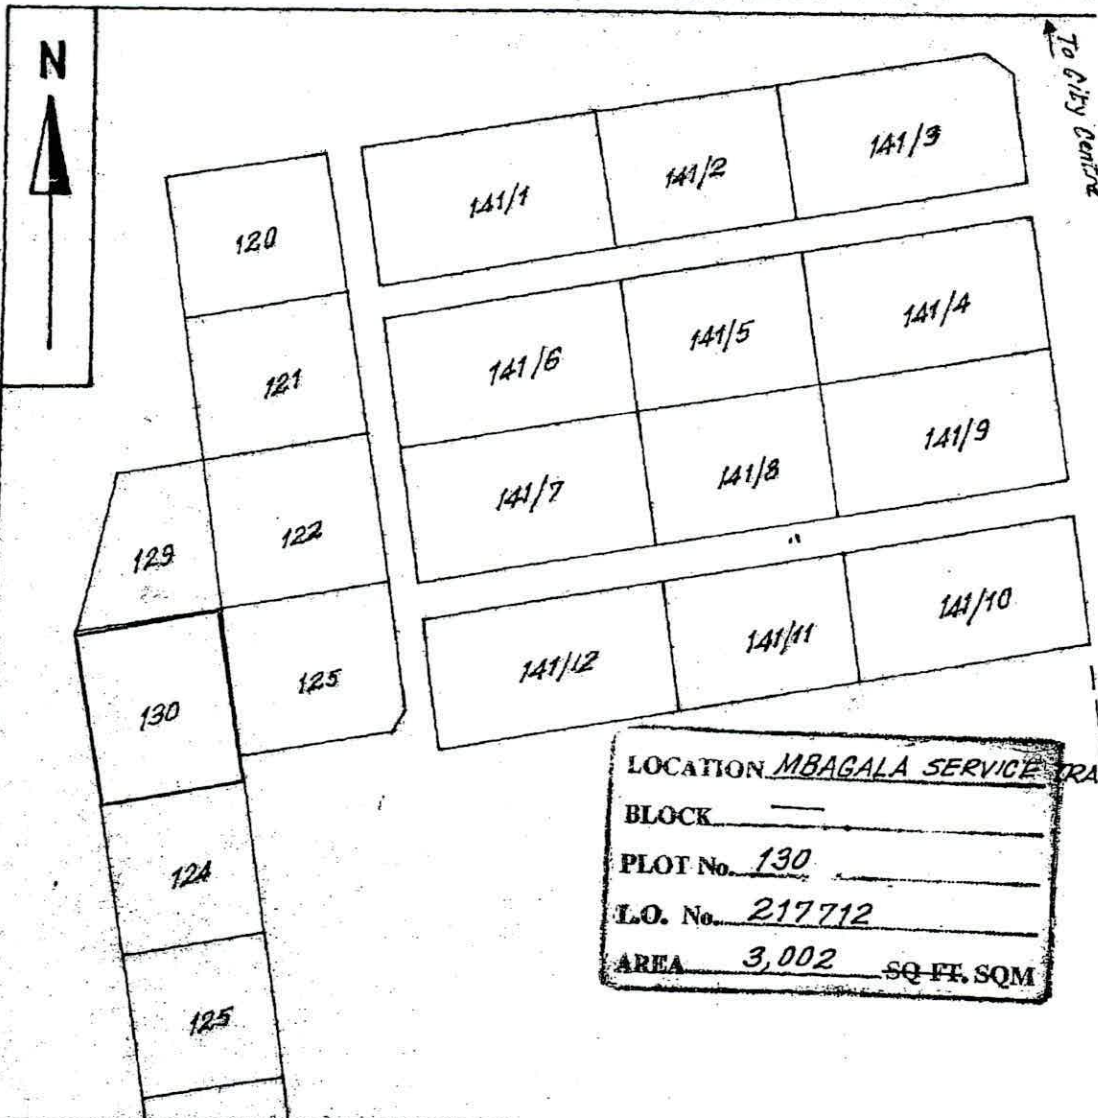 N
To City Centre
141/3
141/2
141/1
120
141/4
141/5
141/6
121
141/9
141/8
141/7
122
129
141/10
141/11
141/12
125
130
124
125
LOCATION MBAGALA SERVICE TRA
BLOCK —
PLOT No. 130
L.O. No. 217712
AREA 3,002 SQ FT. SQM